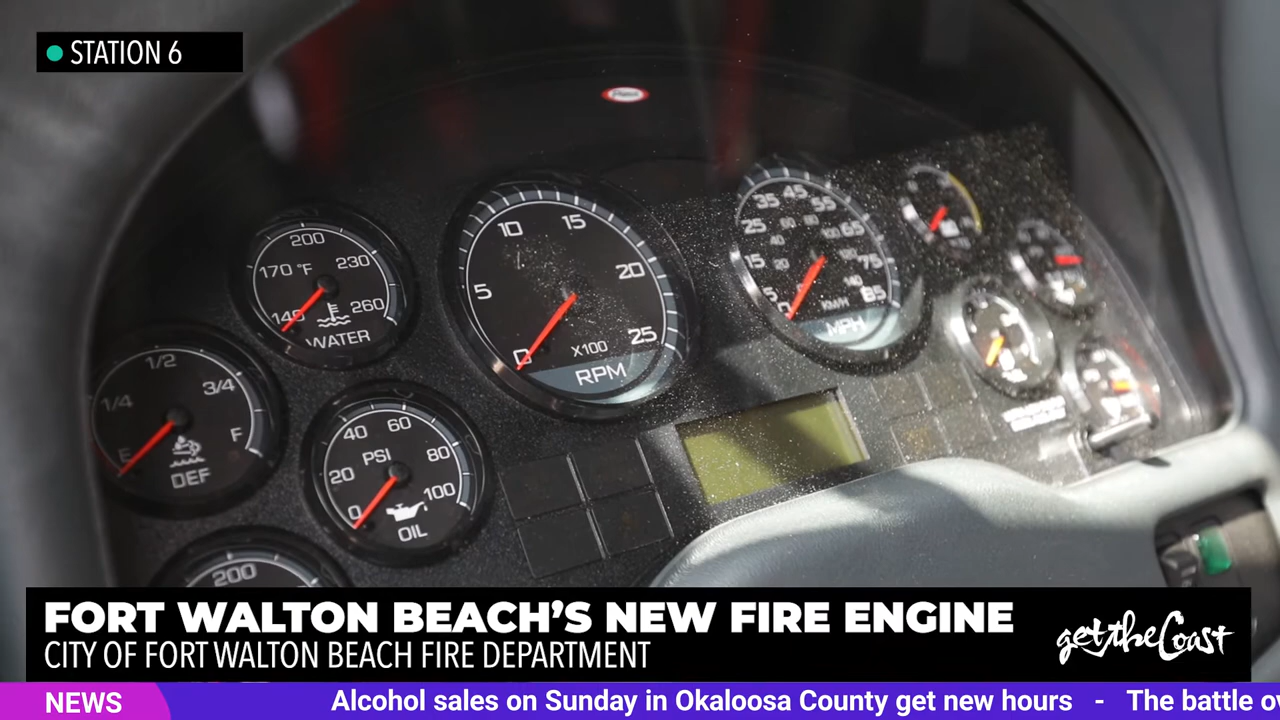 STATION 6
200
170 °F
230
140
260
WATER
10
15
5
20
0
25
X100
RPM
35
45
55
25
65
15
75
5
85
KM/H
MPH
1/2
1/4
3/4
E
F
DEF
40
60
PSI
20
80
0
100
OIL
200
FORT WALTON BEACH'S NEW FIRE ENGINE
CITY OF FORT WALTON BEACH FIRE DEPARTMENT
get the Coast
NEWS
Alcohol sales on Sunday in Okaloosa County get new hours - The battle